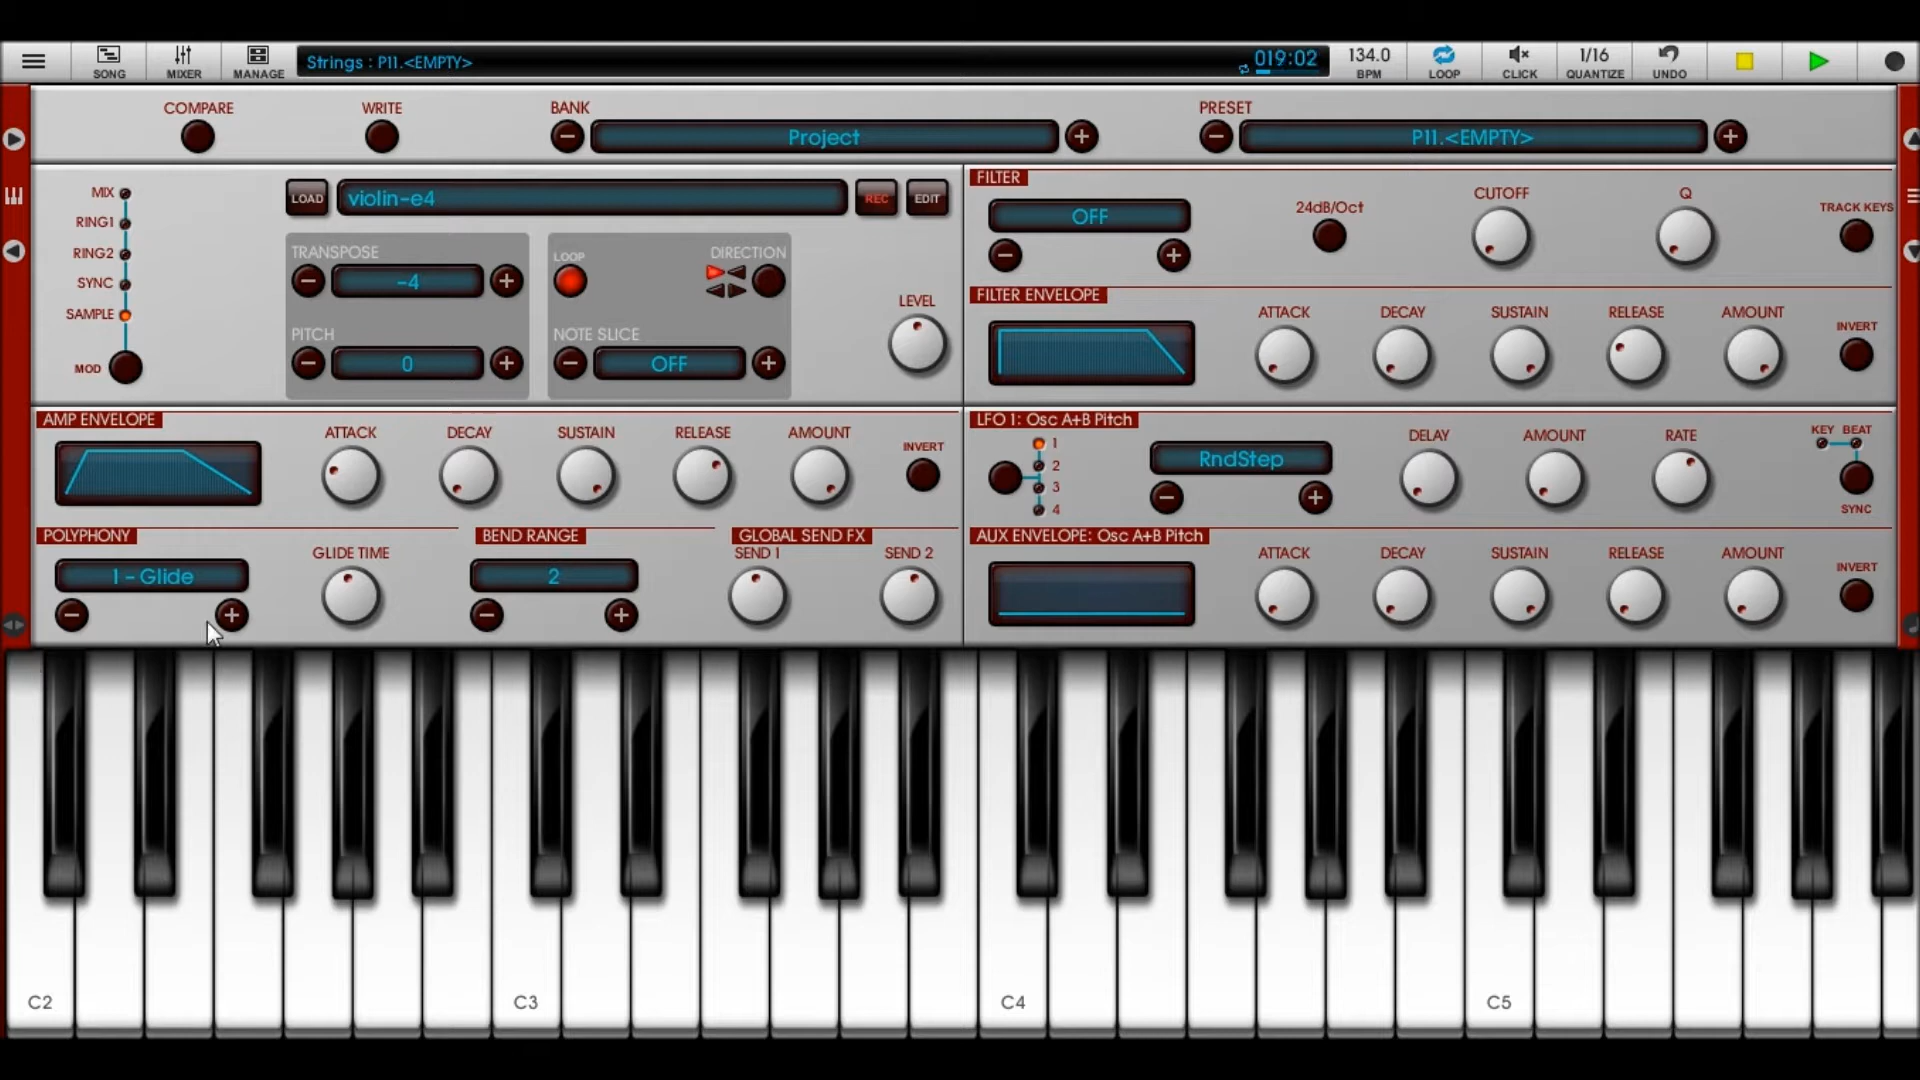 SONG MIXER MANAGE Strings : P11.<EMPTY> 019:02 134.0 BPM LOOP CLICK 1/16 QUANTIZE UNDO
COMPARE WRITE BANK PRESET
Project P11.<EMPTY>
MIX
RING1
RING2
SYNC
SAMPLE
MOD
LOAD violin-e4 REC EDIT
TRANSPOSE LOOP DIRECTION
-4
LEVEL
PITCH NOTE SLICE
0 OFF
FILTER
OFF 24dB/Oct CUTOFF Q TRACK KEYS
FILTER ENVELOPE
ATTACK DECAY SUSTAIN RELEASE AMOUNT INVERT
AMP ENVELOPE
ATTACK DECAY SUSTAIN RELEASE AMOUNT INVERT
LFO 1: Osc A+B Pitch
1
2
3
4
RndStep DELAY AMOUNT RATE KEY BEAT
SYNC
POLYPHONY BEND RANGE GLOBAL SEND FX
1 - Glide GLIDE TIME 2 SEND 1 SEND 2
AUX ENVELOPE: Osc A+B Pitch
ATTACK DECAY SUSTAIN RELEASE AMOUNT INVERT
C2 C3 C4 C5